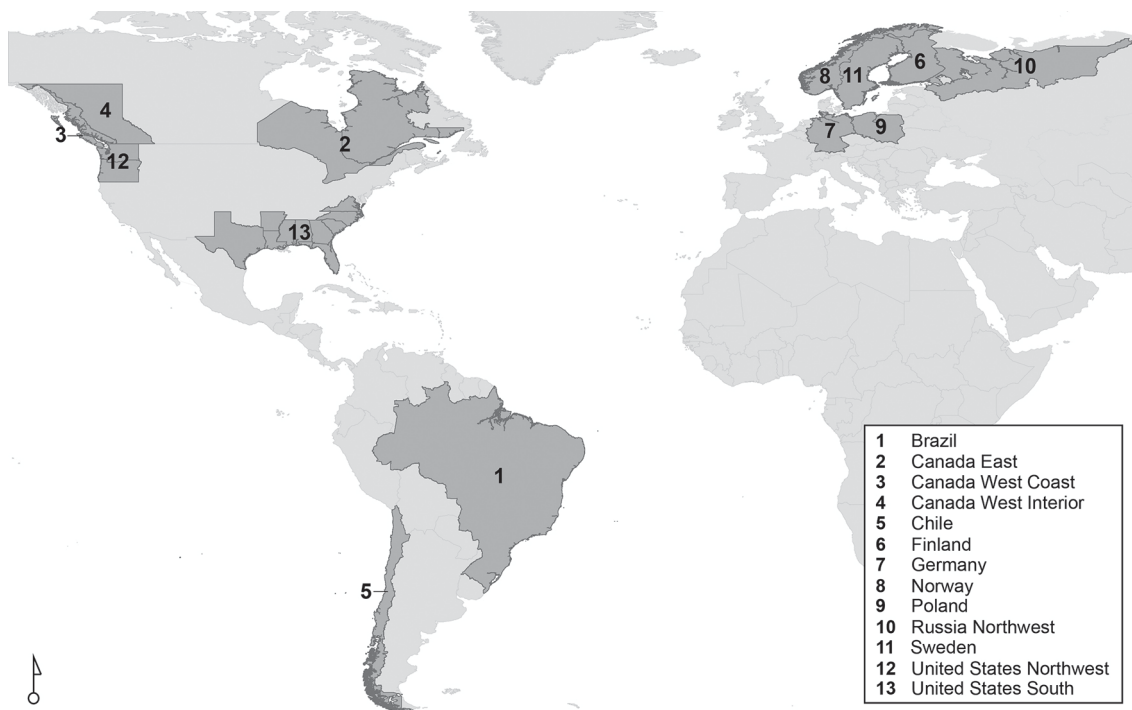 6
8
11
10
4
3
2
7
9
12
13
1
5
1 Brazil
2 Canada East
3 Canada West Coast
4 Canada West Interior
5 Chile
6 Finland
7 Germany
8 Norway
9 Poland
10 Russia Northwest
11 Sweden
12 United States Northwest
13 United States South